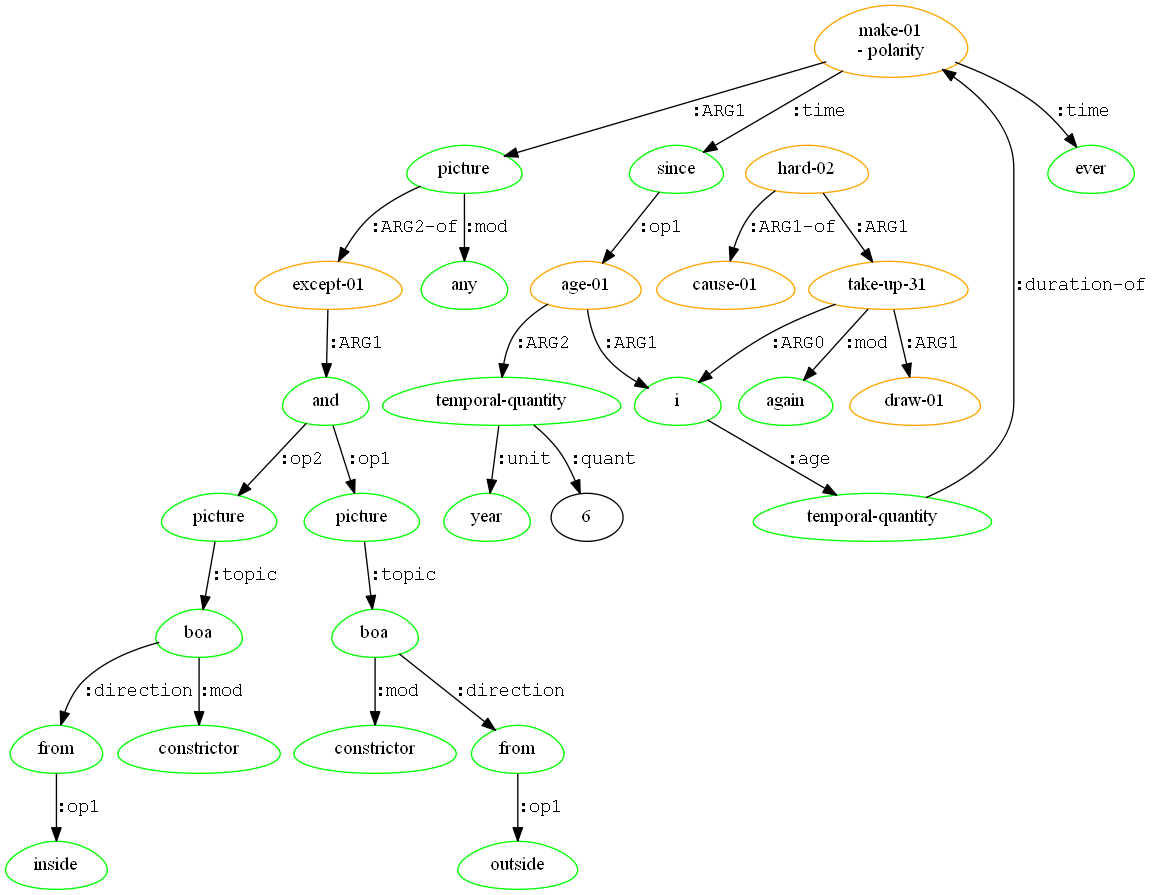 make-01
- polarity
:ARG1
:time
:time
picture
since
hard-02
ever
:ARG2-of
:mod
:op1
:ARG1-of
:ARG1
:duration-of
except-01
any
age-01
cause-01
take-up-31
:ARG1
:ARG2
:ARG1
:ARG0
:mod
:ARG1
and
temporal-quantity
i
again
draw-01
:op2
:op1
:unit
:quant
:age
picture
picture
year
6
temporal-quantity
:topic
:topic
boa
boa
:direction
:mod
:mod
:direction
from
constrictor
constrictor
from
:op1
:op1
inside
outside